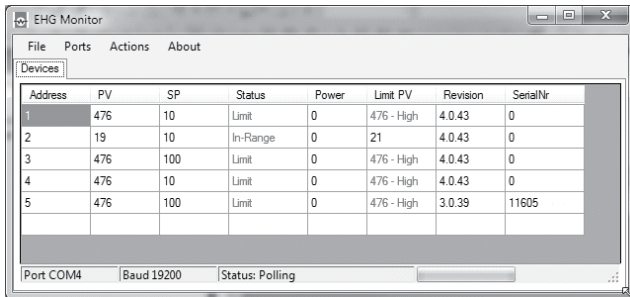 EHG Monitor
File Ports Actions About
Devices
Address PV SP Status Power Limit PV Revision SerialNr
1 476 10 Limit 0 476 - High 4.0.43 0
2 19 10 In-Range 0 21 4.0.43 0
3 476 100 Limit 0 476 - High 4.0.43 0
4 476 10 Limit 0 476 - High 4.0.43 0
5 476 100 Limit 0 476 - High 3.0.39 11605
Port COM4 Baud 19200 Status: Polling